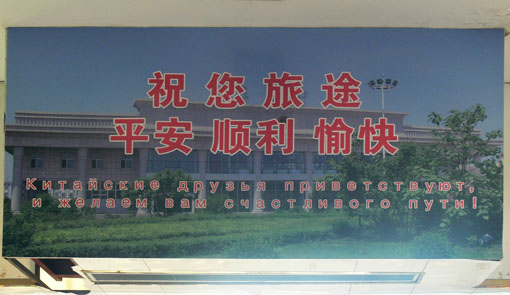 祝您旅途
平安 顺利 愉快
Китайские друзья приветствуют,
и желаем вам счастливого пути!